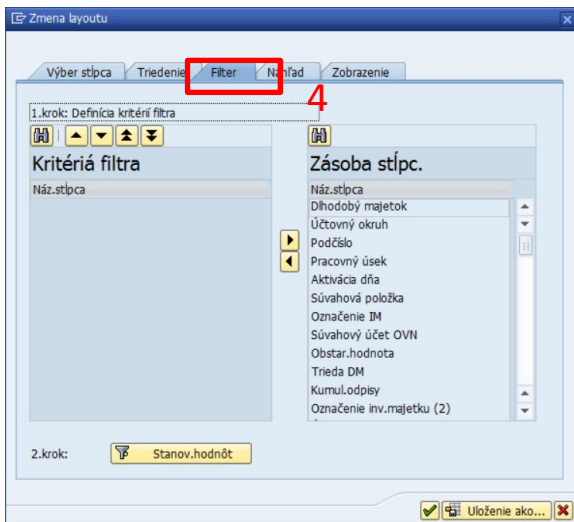 Zmena layoutu
Výber stĺpca Triedenie Filter Náhľad Zobrazenie
4
1.krok: Definícia kritérií filtra
Kritériá filtra
Náz.stĺpca
Zásoba stĺpc.
Náz.stĺpca
Dlhodobý majetok
Účtovný okruh
Podčíslo
Pracovný úsek
Aktivácia dňa
Súvahová položka
Označenie IM
Súvahový účet OVN
Obstar.hodnota
Trieda DM
Kumul.odpisy
Označenie inv.majetku (2)
2.krok: Stanov.hodnôt
Uloženie ako...